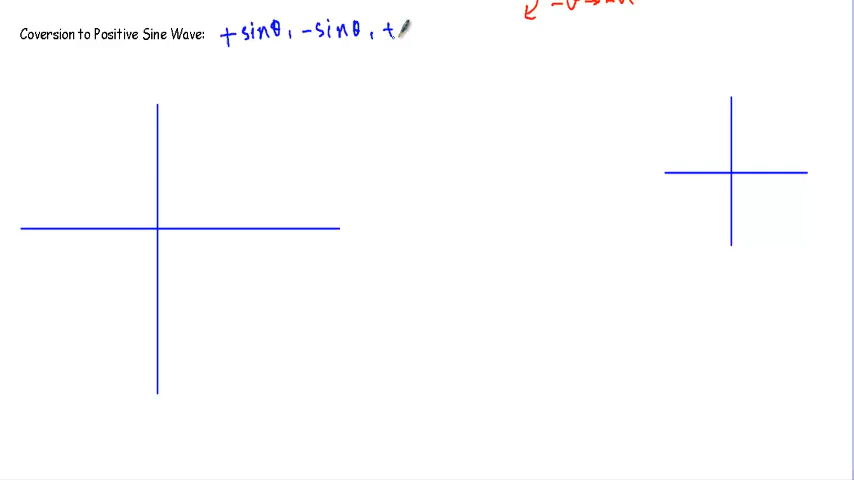 Coversion to Positive Sine Wave: +sinθ, -sinθ, +